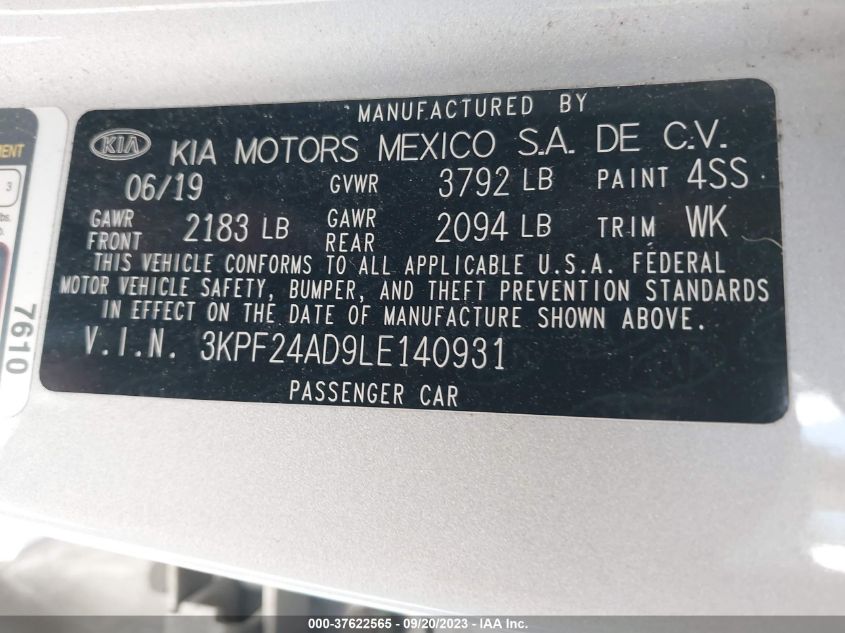 MANUFACTURED BY
KIA KIA MOTORS MEXICO S.A. DE C.V.
06/19 GVWR 3792 LB PAINT 4SS
GAWR FRONT 2183 LB GAWR REAR 2094 LB TRIM WK
THIS VEHICLE CONFORMS TO ALL APPLICABLE U.S.A. FEDERAL
MOTOR VEHICLE SAFETY, BUMPER, AND THEFT PREVENTION STANDARDS
IN EFFECT ON THE DATE OF MANUFACTURE SHOWN ABOVE.
V.I.N. 3KPF24AD9LE140931
PASSENGER CAR
MENT
3
7610
000-37622565 - 09/20/2023 - IAA Inc.